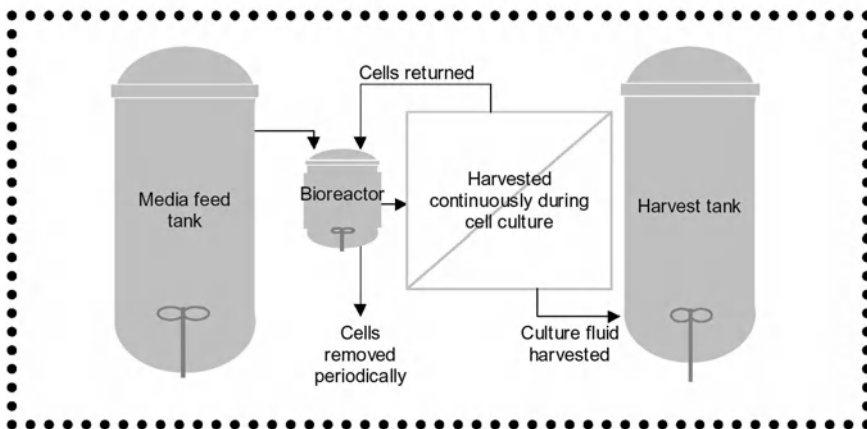 Cells returned
Media feed
tank
Bioreactor
Harvested
continuously during
cell culture
Harvest tank
Cells
removed
periodically
Culture fluid
harvested